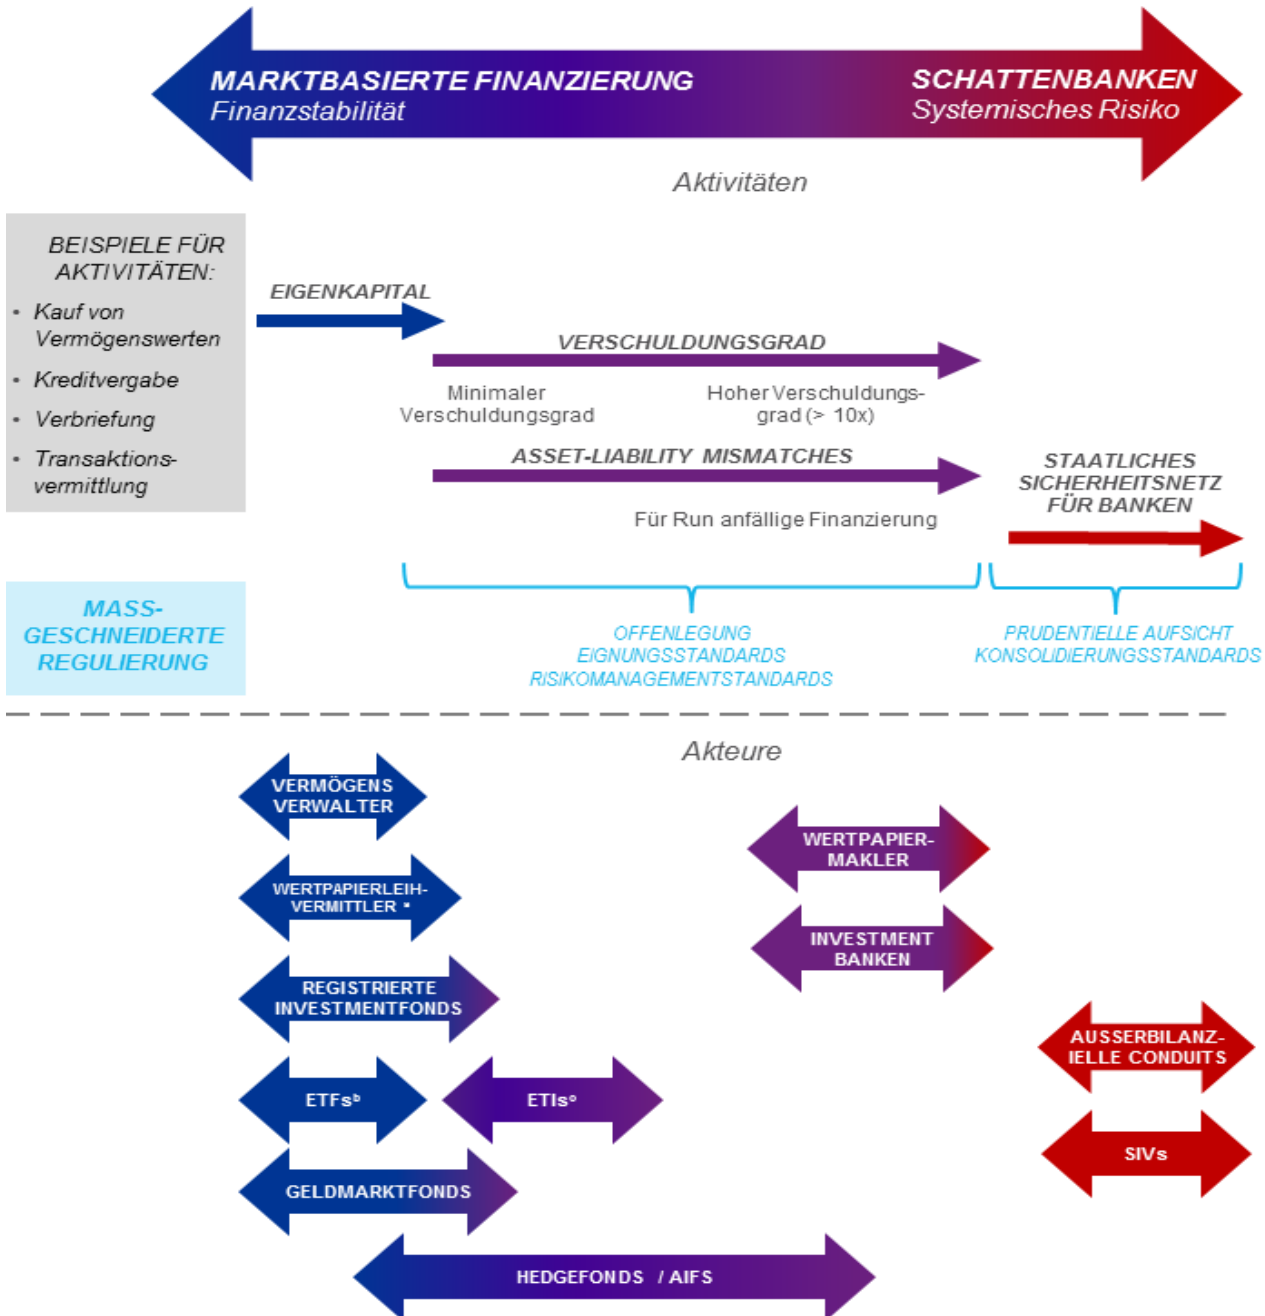 MARKTBASIERTE FINANZIERUNG
Finanzstabilität
SCHATTENBANKEN
Systemisches Risiko
Aktivitäten
BEISPIELE FÜR
AKTIVITÄTEN:
• Kauf von
Vermögenswerten
• Kreditvergabe
• Verbriefung
• Transaktions-
vermittlung
EIGENKAPITAL
VERSCHULDUNGSGRAD
Minimaler
Verschuldungsgrad
Hoher Verschuldungs-
grad (> 10x)
ASSET-LIABILITY MISMATCHES
Für Run anfällige Finanzierung
STAATLICHES
SICHERHEITSNETZ
FÜR BANKEN
MASS-
GESCHNEIDERTE
REGULIERUNG
OFFENLEGUNG
EIGNUNGSSTANDARDS
RISIKOMANAGEMENTSTANDARDS
PRUDENTIELLE AUFSICHT
KONSOLIDIERUNGSSTANDARDS
Akteure
VERMÖGENS
VERWALTER
WERTPAPIERLEIH-
VERMITTLER ᵃ
REGISTRIERTE
INVESTMENTFONDS
ETFsᵇ
ETIsᶜ
GELDMARKTFONDS
HEDGEFONDS / AIFS
WERTPAPIER-
MAKLER
INVESTMENT
BANKEN
AUSSERBILANZ-
IELLE CONDUITS
SIVs